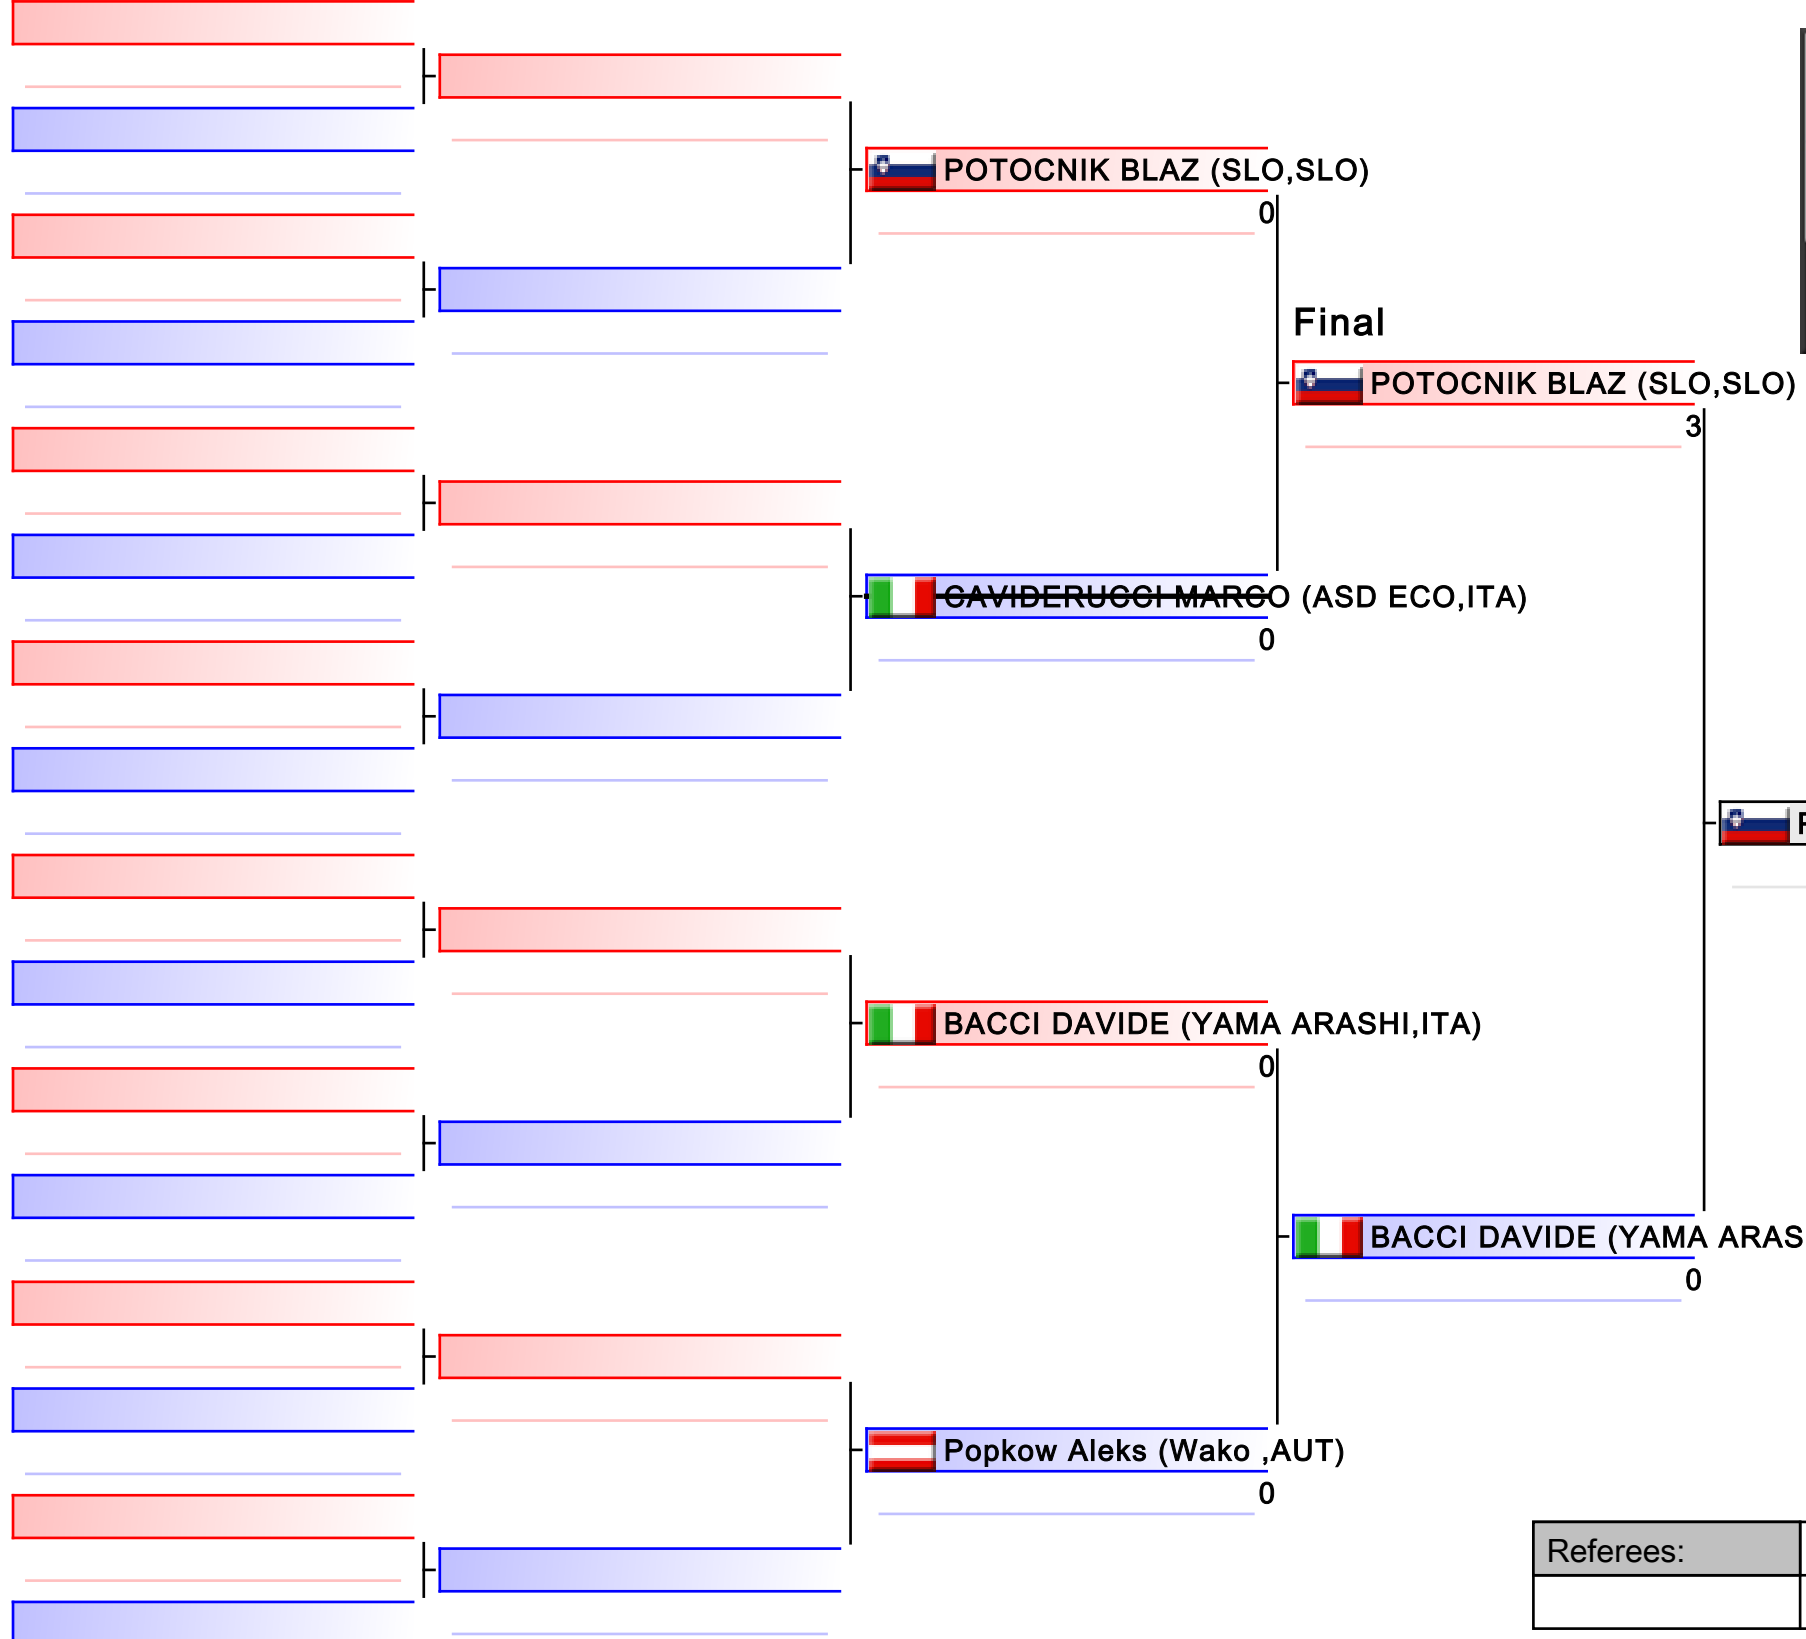 POTOCNIK BLAZ (SLO,SLO)
0
Final
POTOCNIK BLAZ (SLO,SLO)
3
CAVIDERUCCI MARCO (ASD ECO,ITA)
0
BACCI DAVIDE (YAMA ARASHI,ITA)
0
BACCI DAVIDE (YAMA ARAS
0
Popkow Aleks (Wako ,AUT)
0
Referees: